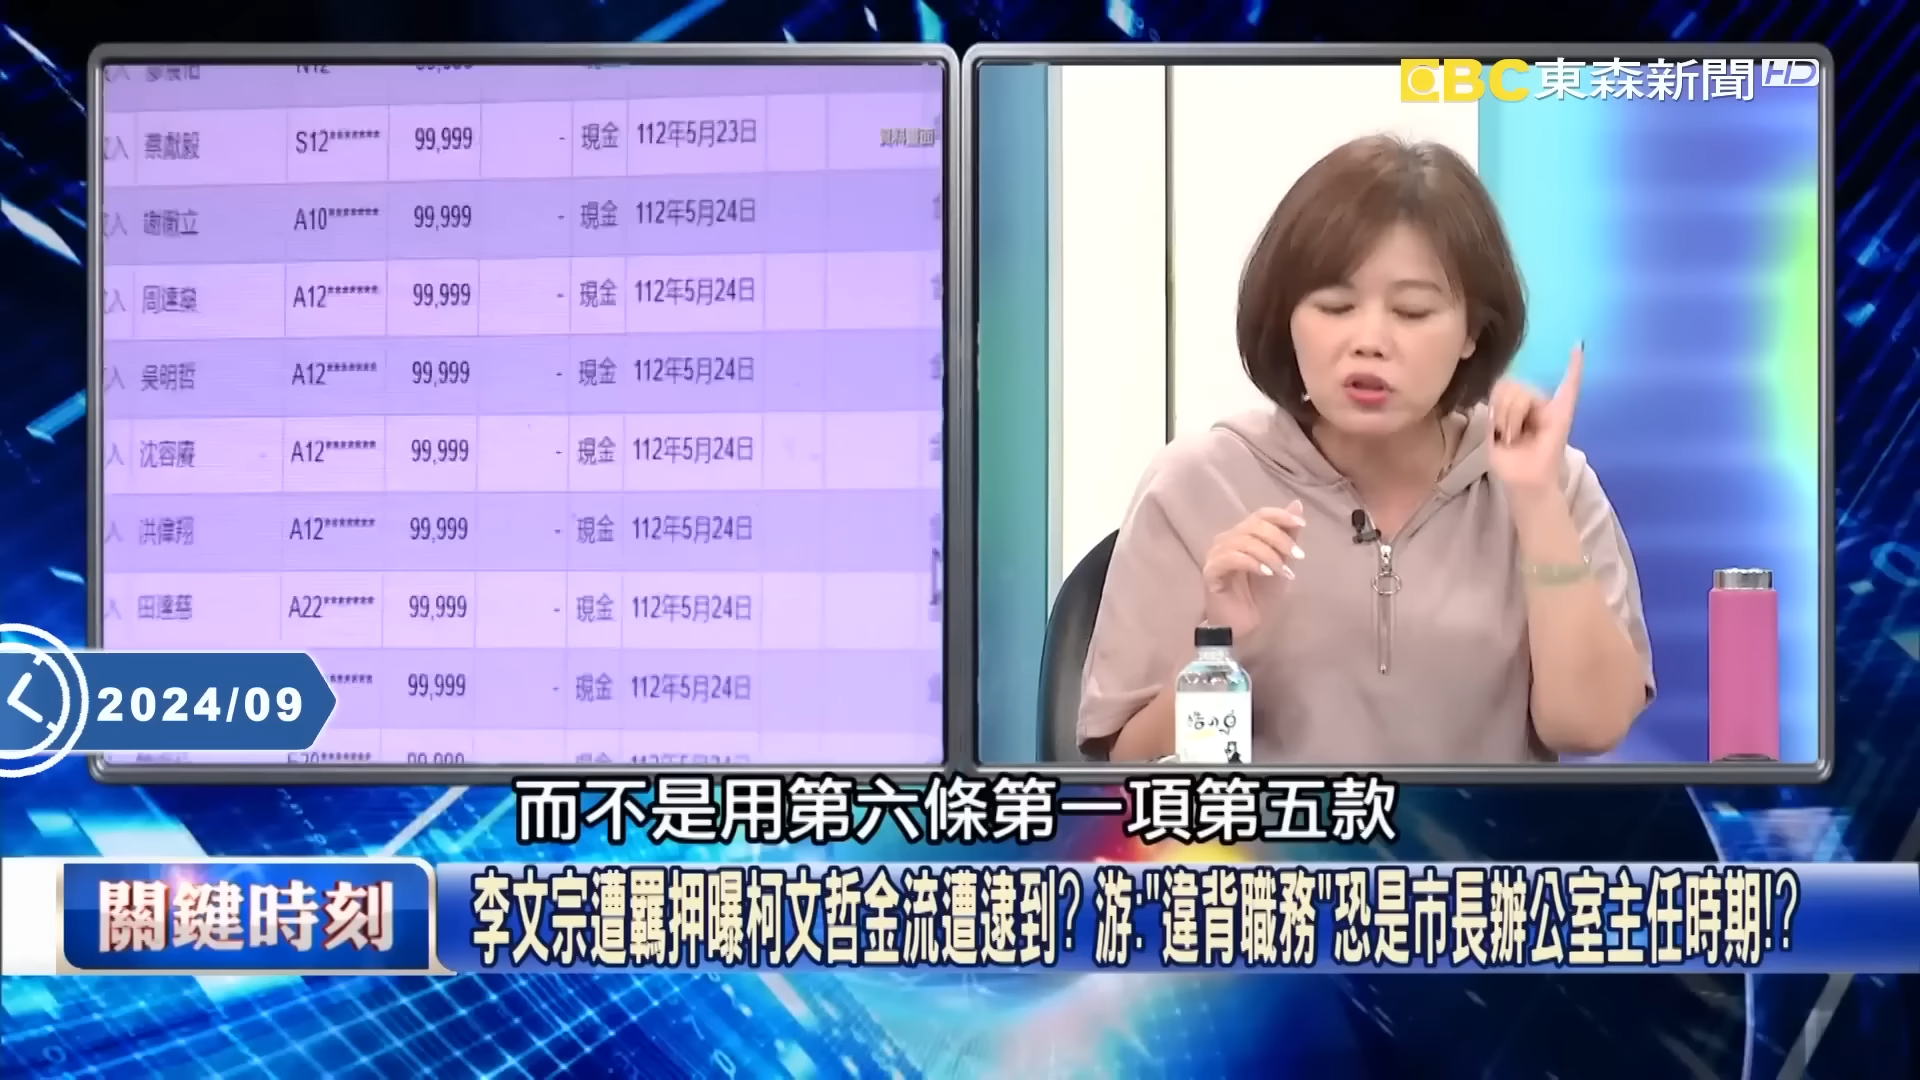 EBC東森新聞HD
資料畫面
S12******* 99,999 - 現金 112年5月23日
A10******* 99,999 - 現金 112年5月24日
入 周達燊 A12******* 99,999 - 現金 112年5月24日
入 吳明哲 A12******* 99,999 - 現金 112年5月24日
入 A12******* 99,999 - 現金 112年5月24日
入 洪偉翔 A12******* 99,999 - 現金 112年5月24日
入 田達慈 A22******* 99,999 - 現金 112年5月24日
******* 99,999 - 現金 112年5月24日
2024/09
而不是用第六條第一項第五款
關鍵時刻
李文宗遭羈押曝柯文哲金流遭逮到? 游:"違背職務"恐是市長辦公室主任時期!?